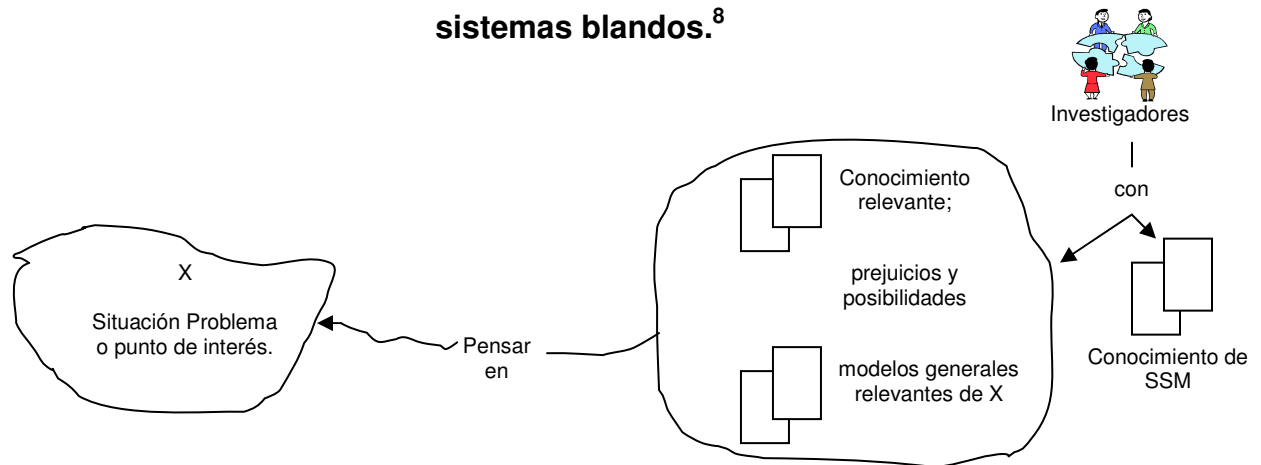 sistemas blandos.8
Investigadores
con
Conocimiento
relevante;
prejuicios y
posibilidades
modelos generales
relevantes de X
Conocimiento de
SSM
X
Situación Problema
o punto de interés.
Pensar
en